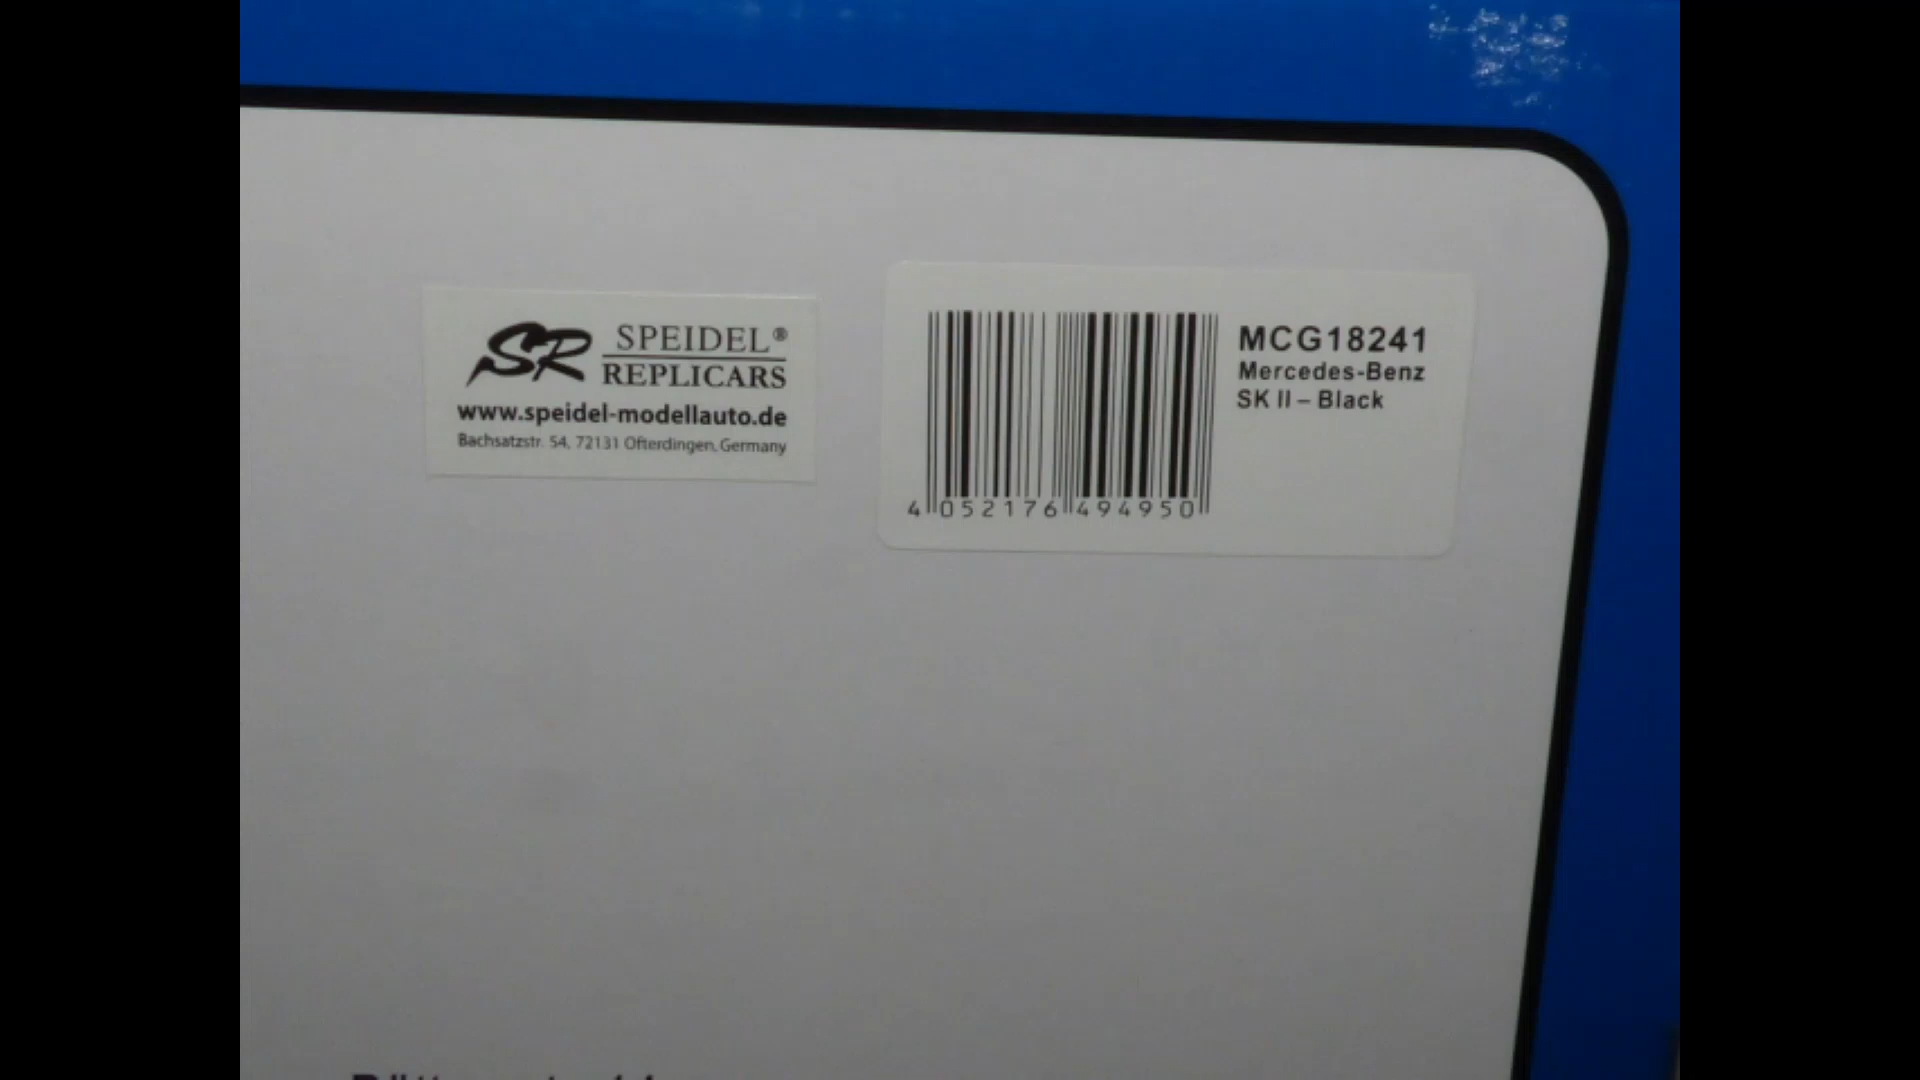 SR SPEIDEL®
REPLICARS
www.speidel-modellauto.de
Bachsatzstr. 54, 72131 Ofterdingen, Germany
MCG18241
Mercedes-Benz
SK II – Black
4 052176 494950